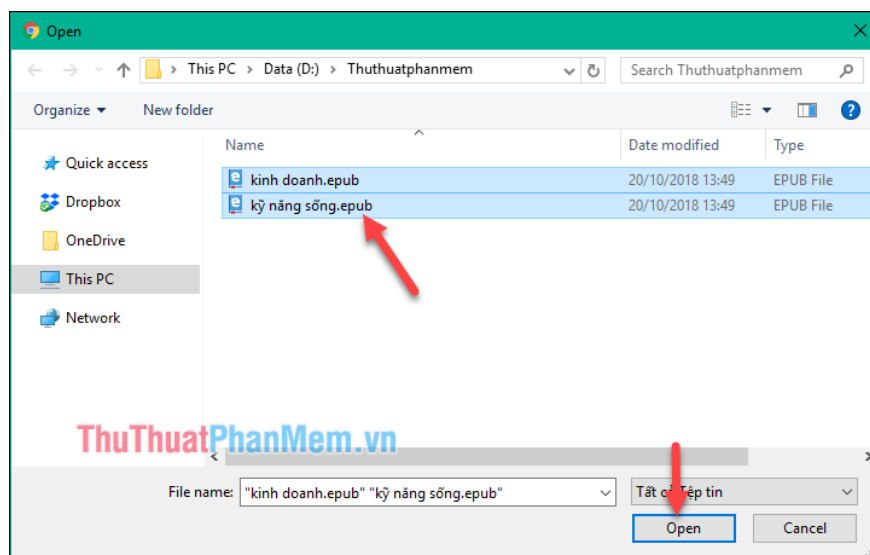 Open
This PC > Data (D:) > Thuthuatphanmem
Search Thuthuatphanmem
Organize
New folder
?
Name
Date modified
Type
Quick access
Dropbox
OneDrive
This PC
Network
kinh doanh.epub 20/10/2018 13:49 EPUB File
kỹ năng sống.epub 20/10/2018 13:49 EPUB File
ThuThuatPhanMem.vn
File name: "kinh doanh.epub" "kỹ năng sống.epub"
Tất cả Tệp tin
Open
Cancel